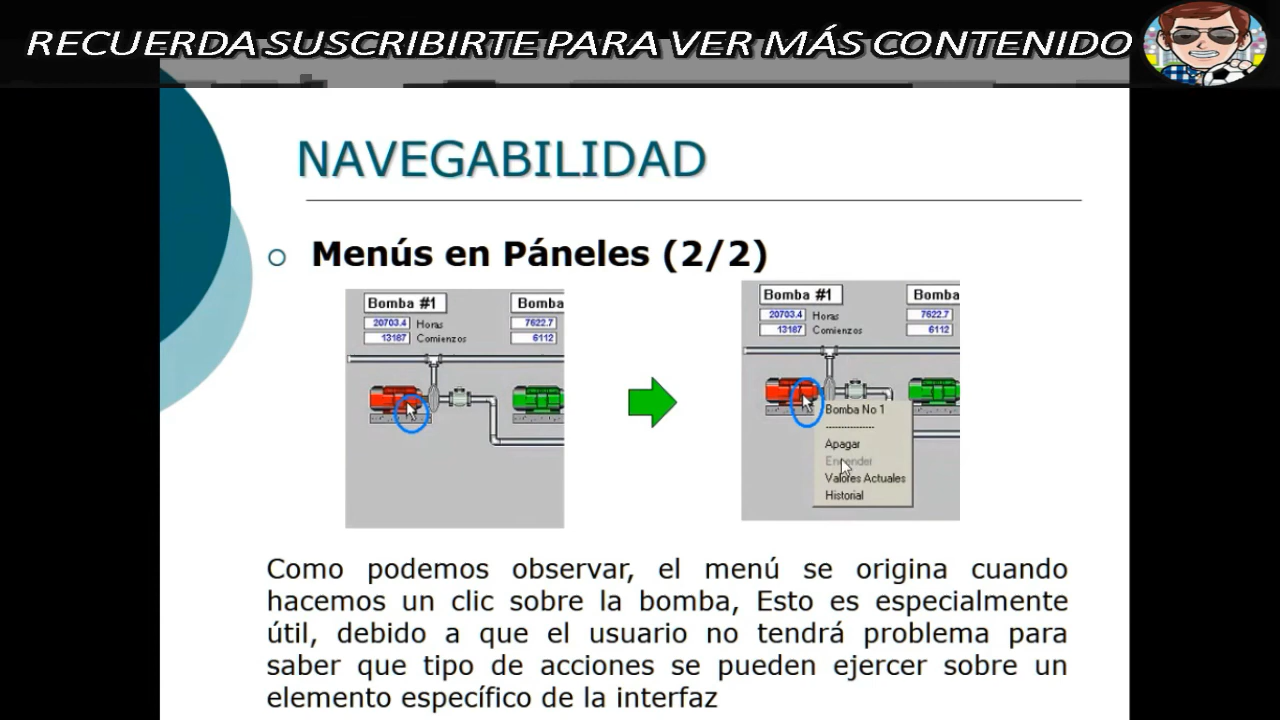 RECUERDA SUSCRIBIRTE PARA VER MÁS CONTENIDO
NAVEGABILIDAD
Menús en Páneles (2/2)
Bomba #1
Bomba
20703.4 Horas
7622.7
13187 Comienzos
6112
Bomba #1
Bomba
20703.4 Horas
7622.7
13187 Comienzos
6112
Bomba No 1
----------------
Apagar
Encender
Valores Actuales
Historial
Como podemos observar, el menú se origina cuando
hacemos un clic sobre la bomba, Esto es especialmente
útil, debido a que el usuario no tendrá problema para
saber que tipo de acciones se pueden ejercer sobre un
elemento específico de la interfaz